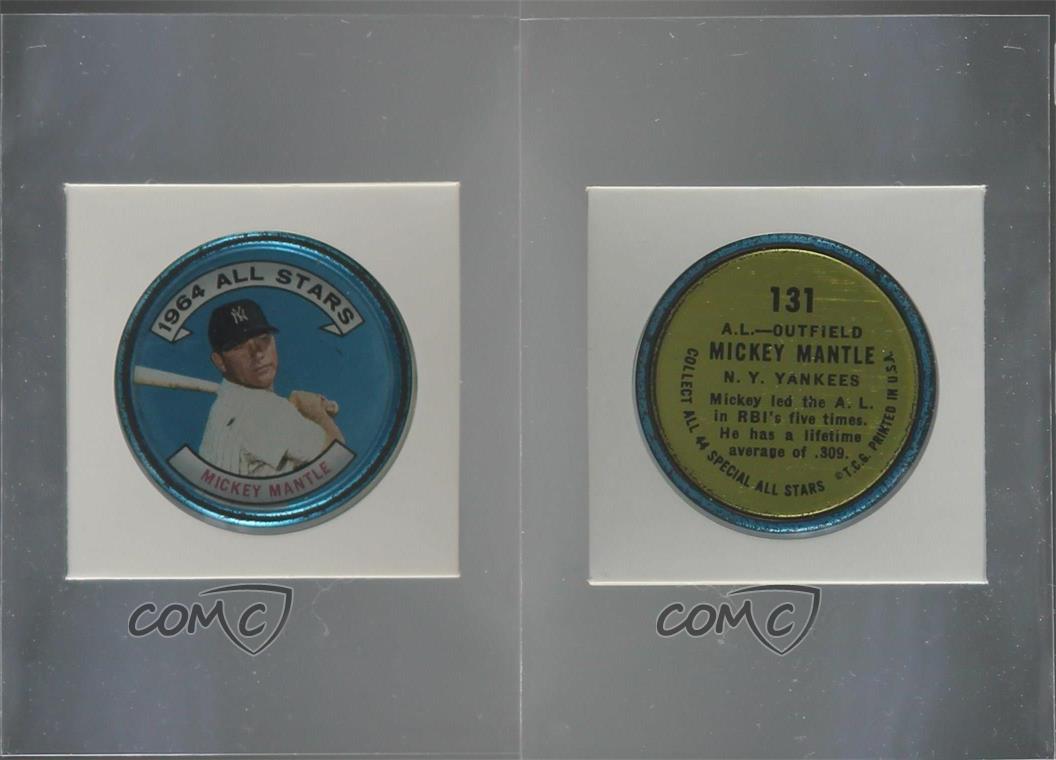 1964 ALL STARS
NY
MICKEY MANTLE
COMC
131
A.L.—OUTFIELD
MICKEY MANTLE
N. Y. YANKEES
Mickey led the A. L.
in RBI's five times.
He has a lifetime
average of .309.
COLLECT ALL 44 SPECIAL ALL STARS ©T.C.G. PRINTED IN U.S.A.
COMC